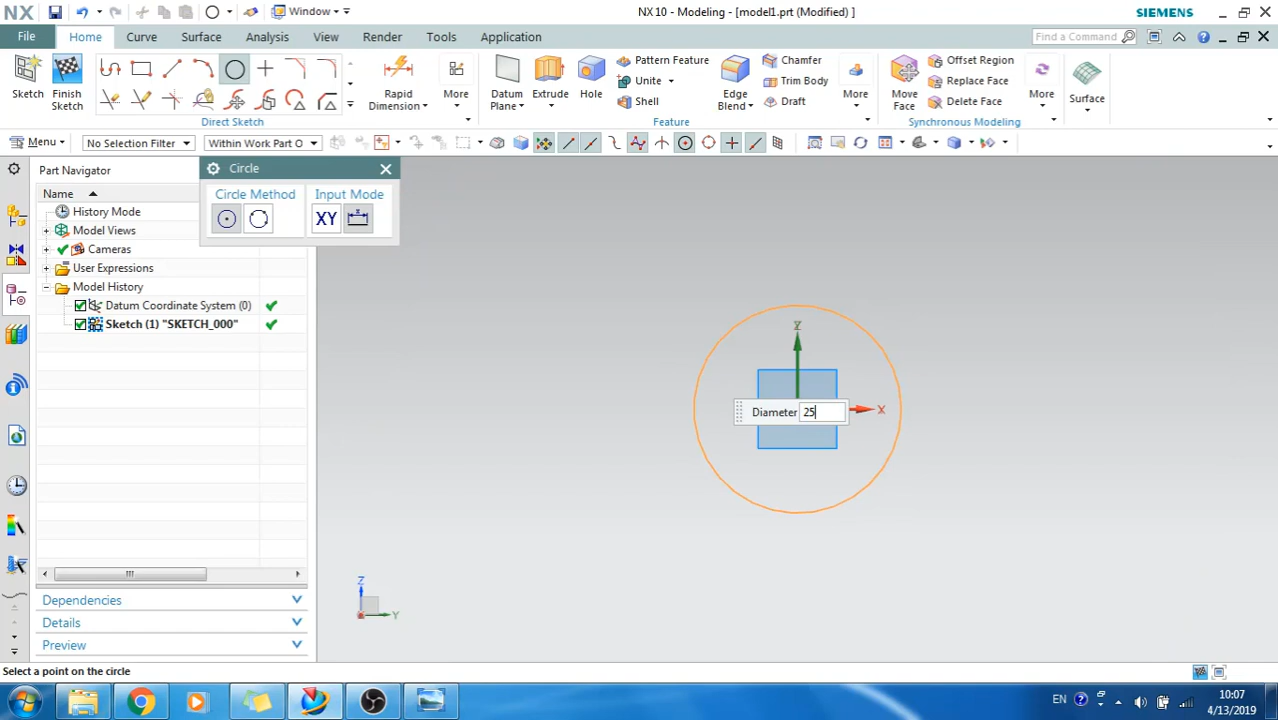 NX
Window
NX 10 - Modeling - [model1.prt (Modified) ]
SIEMENS
File
Home
Curve
Surface
Analysis
View
Render
Tools
Application
Find a Command
Sketch
Finish Sketch
Rapid Dimension
More
Datum Plane
Extrude
Hole
Pattern Feature
Unite
Shell
Edge Blend
Chamfer
Trim Body
Draft
More
Move Face
Offset Region
Replace Face
Delete Face
More
Surface
Direct Sketch
Feature
Synchronous Modeling
Menu
No Selection Filter
Within Work Part O
Part Navigator
Circle
Name
Circle Method
Input Mode
XY
History Mode
Model Views
Cameras
User Expressions
Model History
Datum Coordinate System (0)
Sketch (1) "SKETCH_000"
Z
Diameter 25
X
Z
Y
Dependencies
Details
Preview
Select a point on the circle
EN
10:07
4/13/2019